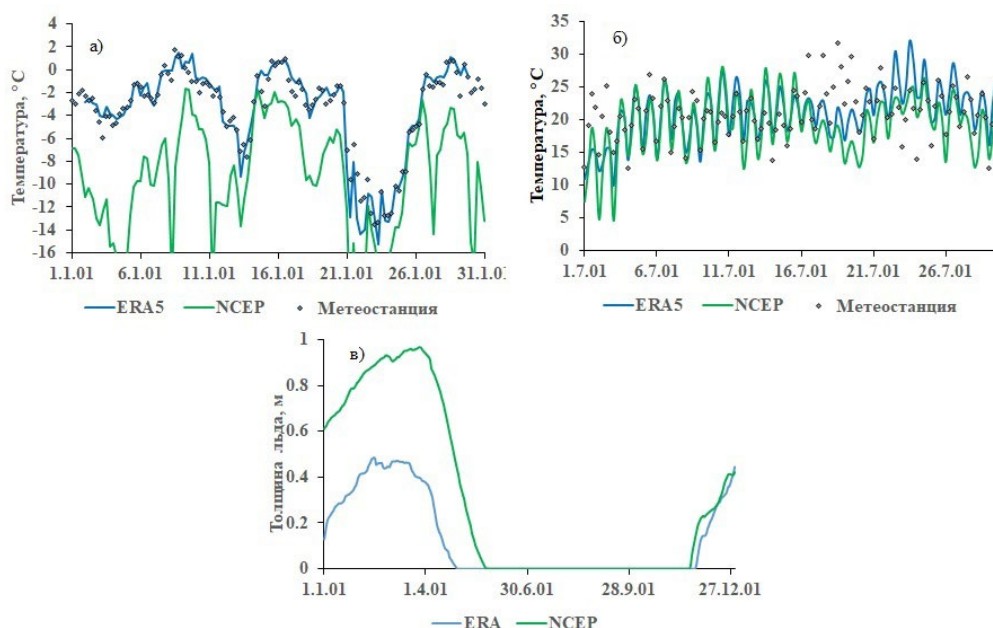 а)
Температура, °C
4
2
0
-2
-4
-6
-8
-10
-12
-14
-16
1.1.01 6.1.01 11.1.01 16.1.01 21.1.01 26.1.01 31.1.01
ERA5 NCEP Метеостанция
б)
Температура, °C
35
30
25
20
15
10
5
0
1.7.01 6.7.01 11.7.01 16.7.01 21.7.01 26.7.01
ERA5 NCEP Метеостанция
в)
Толщина льда, м
1
0.8
0.6
0.4
0.2
0
1.1.01 1.4.01 30.6.01 28.9.01 27.12.01
ERA NCEP